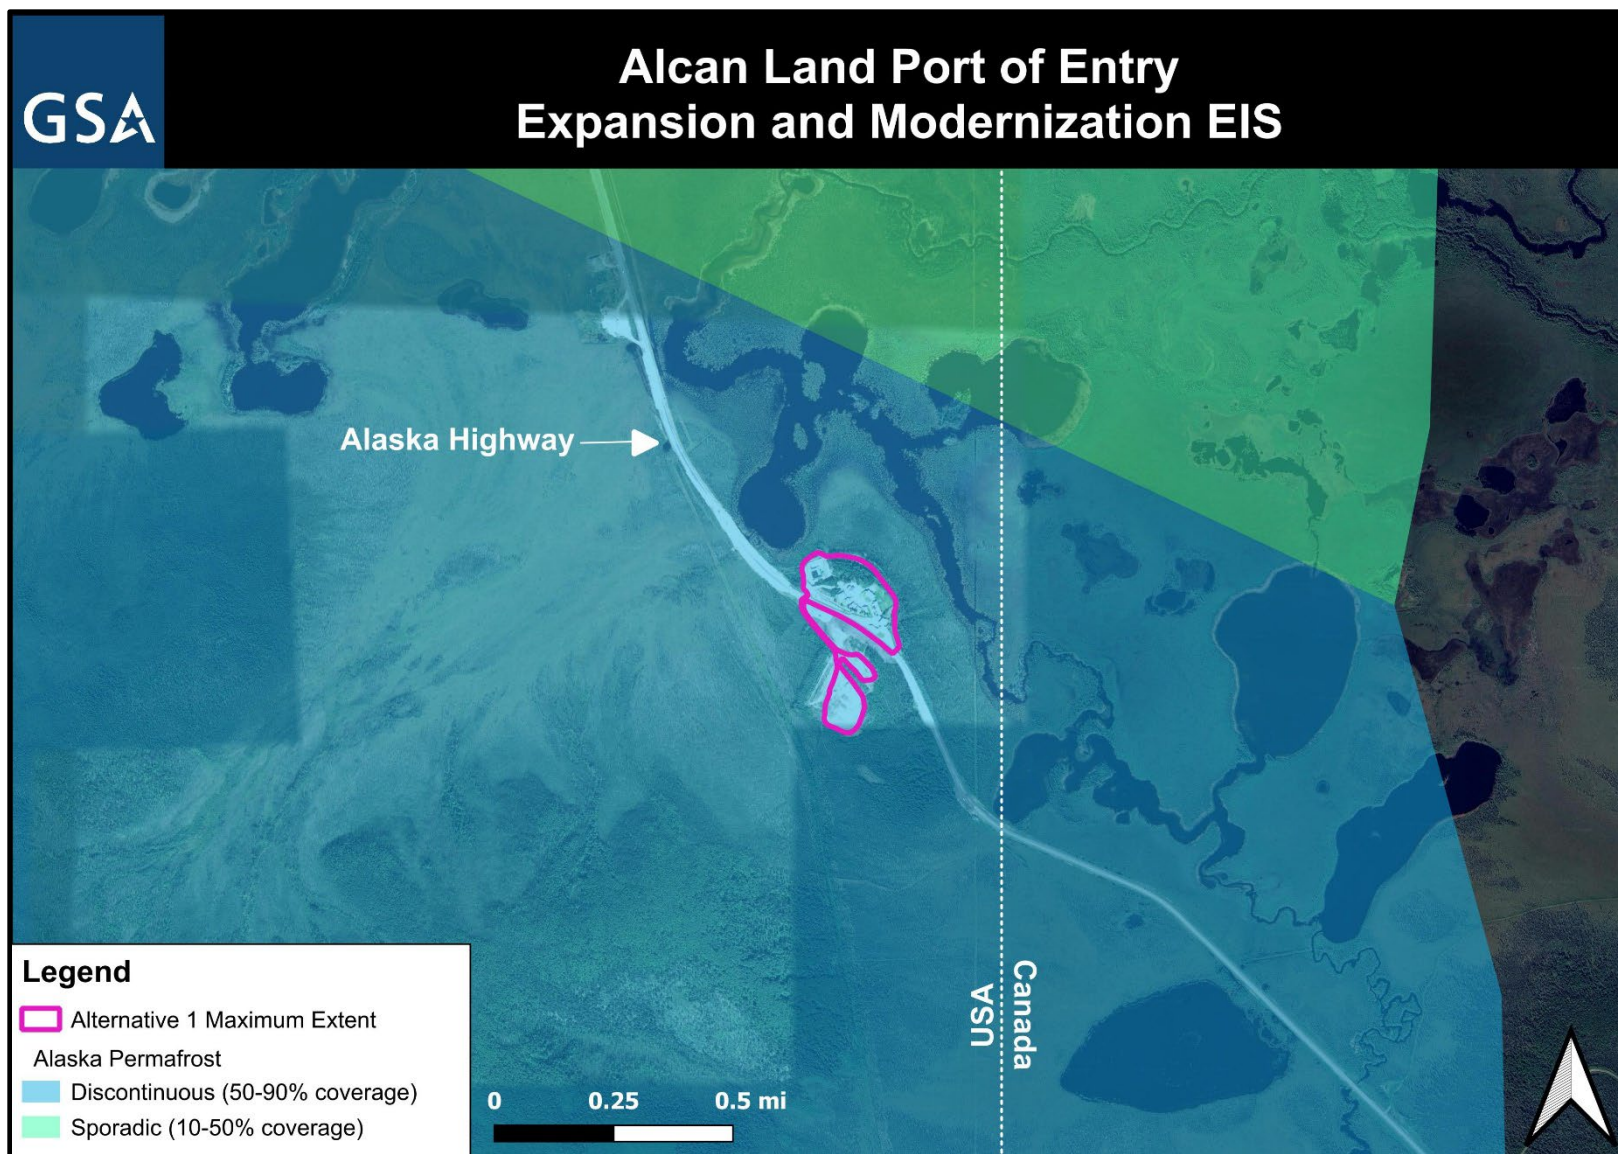 GSA
Alcan Land Port of Entry
Expansion and Modernization EIS
Alaska Highway
USA
Canada
Legend
Alternative 1 Maximum Extent
Alaska Permafrost
Discontinuous (50-90% coverage)
Sporadic (10-50% coverage)
0 0.25 0.5 mi